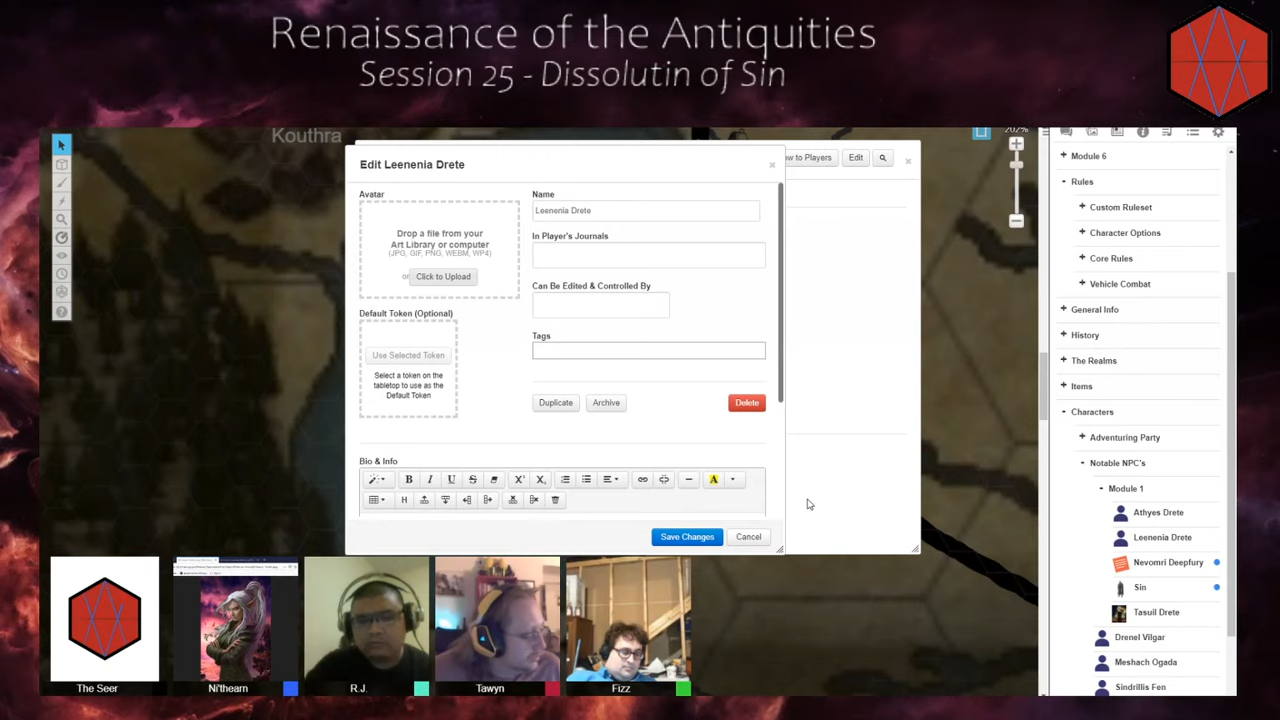 Renaissance of the Antiquities
Session 25 - Dissolutin of Sin
Kouthra
Edit Leenenia Drete
×
Avatar
Drop a file from your
Art Library or computer
(JPG, GIF, PNG, WEBM, WP4)
or Click to Upload
Default Token (Optional)
Use Selected Token
Select a token on the
tabletop to use as the
Default Token
Name
Leenenia Drete
In Player's Journals
Can Be Edited & Controlled By
Tags
Duplicate
Archive
Delete
Bio & Info
B I U S
Save Changes
Cancel
to Players
Edit
×
202%
Module 6
Rules
Custom Ruleset
Character Options
Core Rules
Vehicle Combat
General Info
History
The Realms
Items
Characters
Adventuring Party
Notable NPC's
Module 1
Athyes Drete
Leenenia Drete
Nevomri Deepfury
Sin
Tasuil Drete
Drenel Vilgar
Meshach Ogada
Sindrillis Fen
The Seer
Ni'thearn
R.J.
Tawyn
Fizz